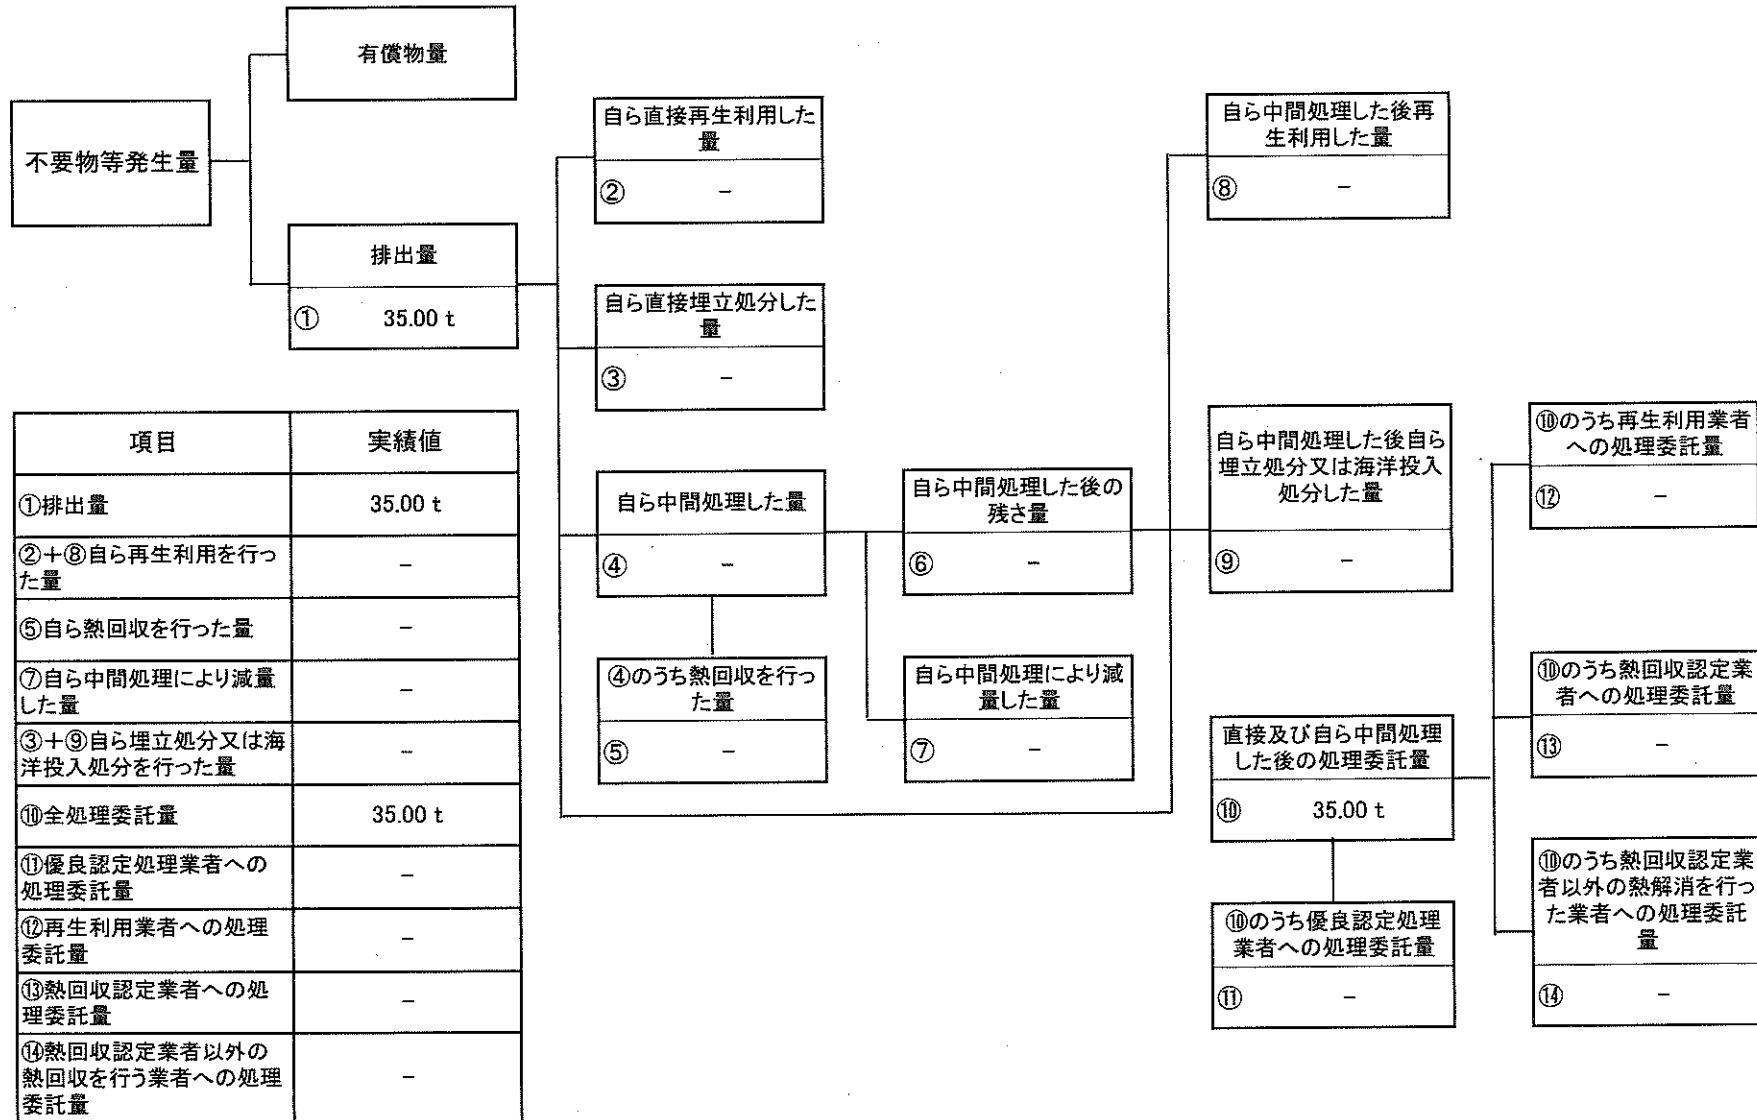 有償物量
不要物等発生量
排出量
① 35.00 t
自ら直接再生利用した
量
② −
自ら直接埋立処分した
量
③ −
自ら中間処理した量
④ −
④のうち熱回収を行っ
た量
⑤ −
自ら中間処理した後の
残さ量
⑥ −
自ら中間処理により減
量した量
⑦ −
自ら中間処理した後再
生利用した量
⑧ −
自ら中間処理した後自ら
埋立処分又は海洋投入
処分した量
⑨ −
直接及び自ら中間処理
した後の処理委託量
⑩ 35.00 t
⑩のうち優良認定処理
業者への処理委託量
⑪ −
⑩のうち再生利用業者
への処理委託量
⑫ −
⑩のうち熱回収認定業
者への処理委託量
⑬ −
⑩のうち熱回収認定業
者以外の熱解消を行っ
た業者への処理委託
量
⑭ −
項目 実績値
①排出量 35.00 t
②+⑧自ら再生利用を行っ
た量 −
⑤自ら熱回収を行った量 −
⑦自ら中間処理により減量
した量 −
③+⑨自ら埋立処分又は海
洋投入処分を行った量 −
⑩全処理委託量 35.00 t
⑪優良認定処理業者への
処理委託量 −
⑫再生利用業者への処理
委託量 −
⑬熱回収認定業者への処
理委託量 −
⑭熱回収認定業者以外の
熱回収を行う業者への処理
委託量 −